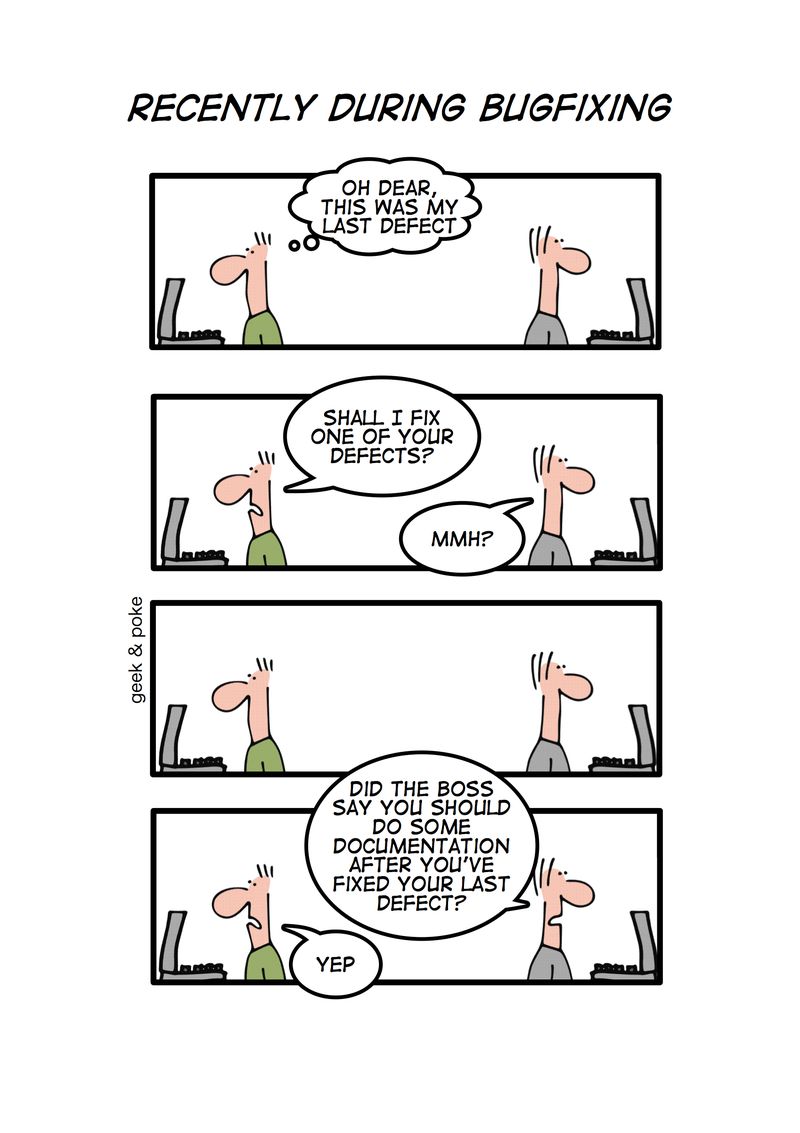 RECENTLY DURING BUGFIXING
OH DEAR,
THIS WAS MY
LAST DEFECT
SHALL I FIX
ONE OF YOUR
DEFECTS?
MMH?
geek & poke
DID THE BOSS
SAY YOU SHOULD
DO SOME
DOCUMENTATION
AFTER YOU'VE
FIXED YOUR LAST
DEFECT?
YEP